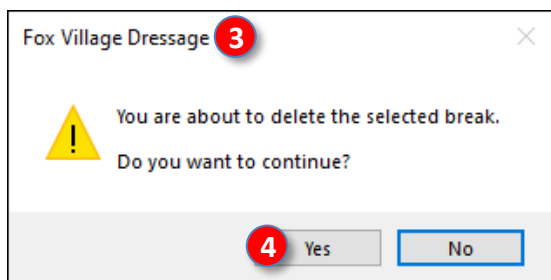 Fox Village Dressage 3
You are about to delete the selected break.
Do you want to continue?
4 Yes No